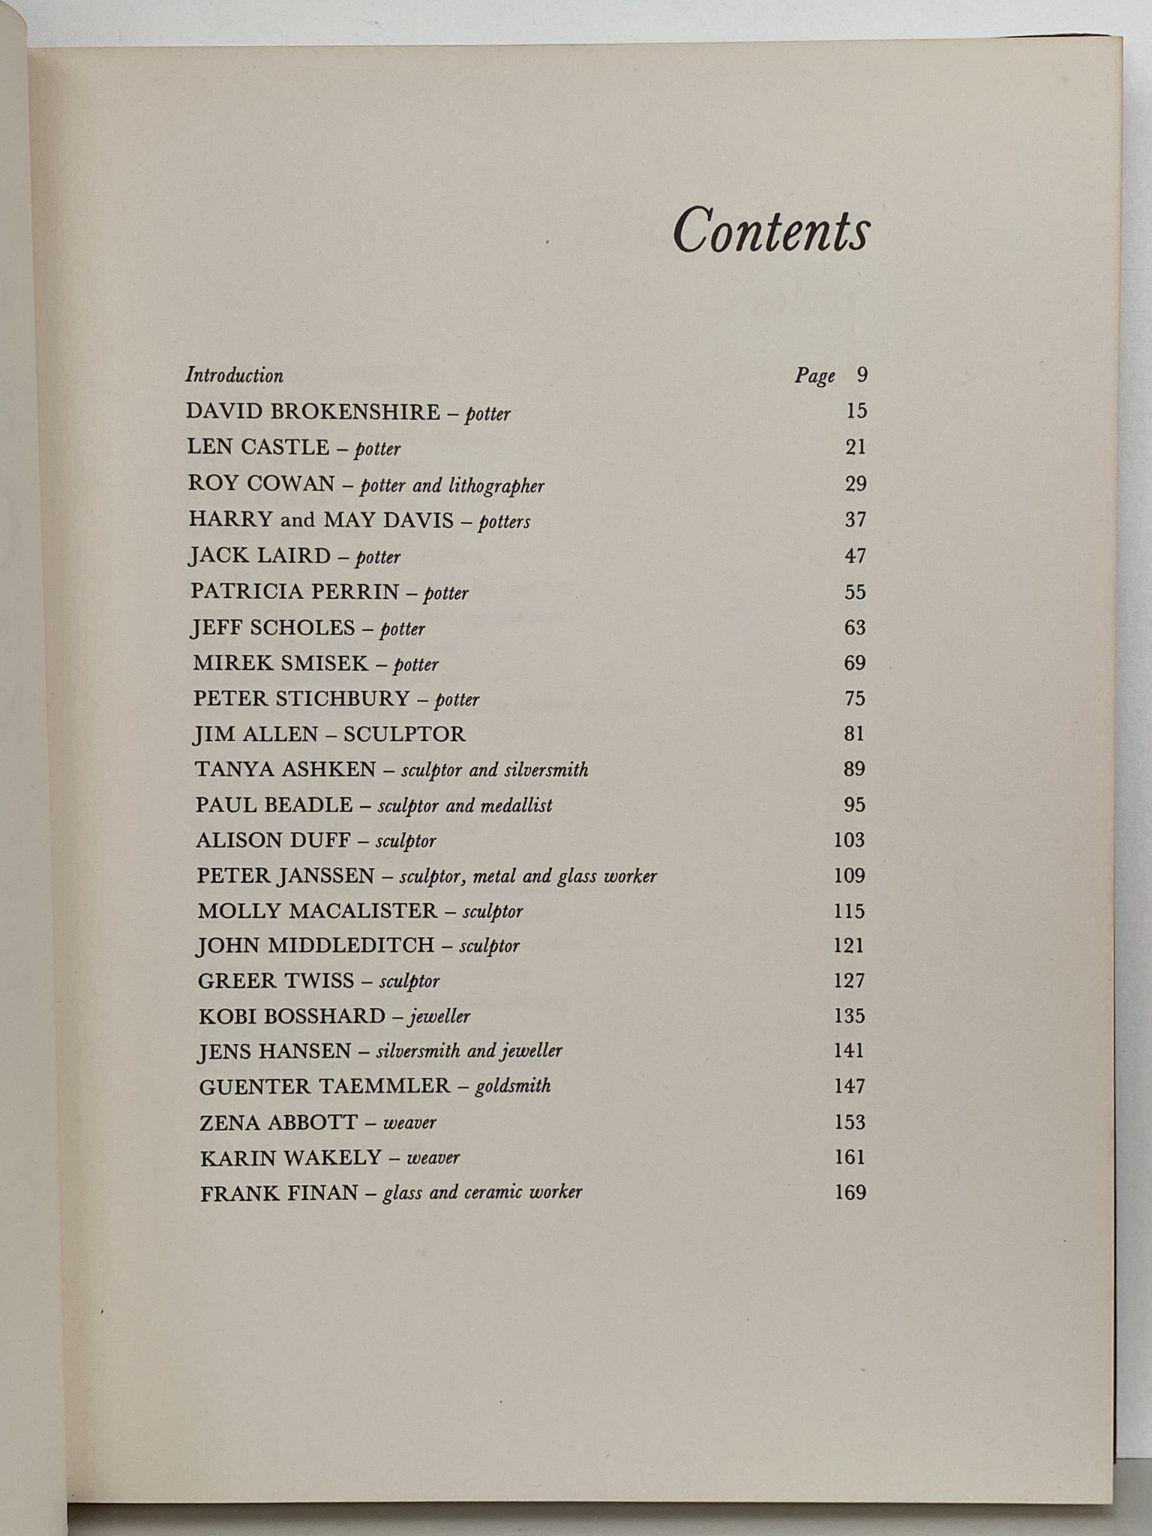 Contents
Introduction Page 9
DAVID BROKENSHIRE – potter 15
LEN CASTLE – potter 21
ROY COWAN – potter and lithographer 29
HARRY and MAY DAVIS – potters 37
JACK LAIRD – potter 47
PATRICIA PERRIN – potter 55
JEFF SCHOLES – potter 63
MIREK SMISEK – potter 69
PETER STICHBURY – potter 75
JIM ALLEN – SCULPTOR 81
TANYA ASHKEN – sculptor and silversmith 89
PAUL BEADLE – sculptor and medallist 95
ALISON DUFF – sculptor 103
PETER JANSSEN – sculptor, metal and glass worker 109
MOLLY MACALISTER – sculptor 115
JOHN MIDDLEDITCH – sculptor 121
GREER TWISS – sculptor 127
KOBI BOSSHARD – jeweller 135
JENS HANSEN – silversmith and jeweller 141
GUENTER TAEMMLER – goldsmith 147
ZENA ABBOTT – weaver 153
KARIN WAKELY – weaver 161
FRANK FINAN – glass and ceramic worker 169